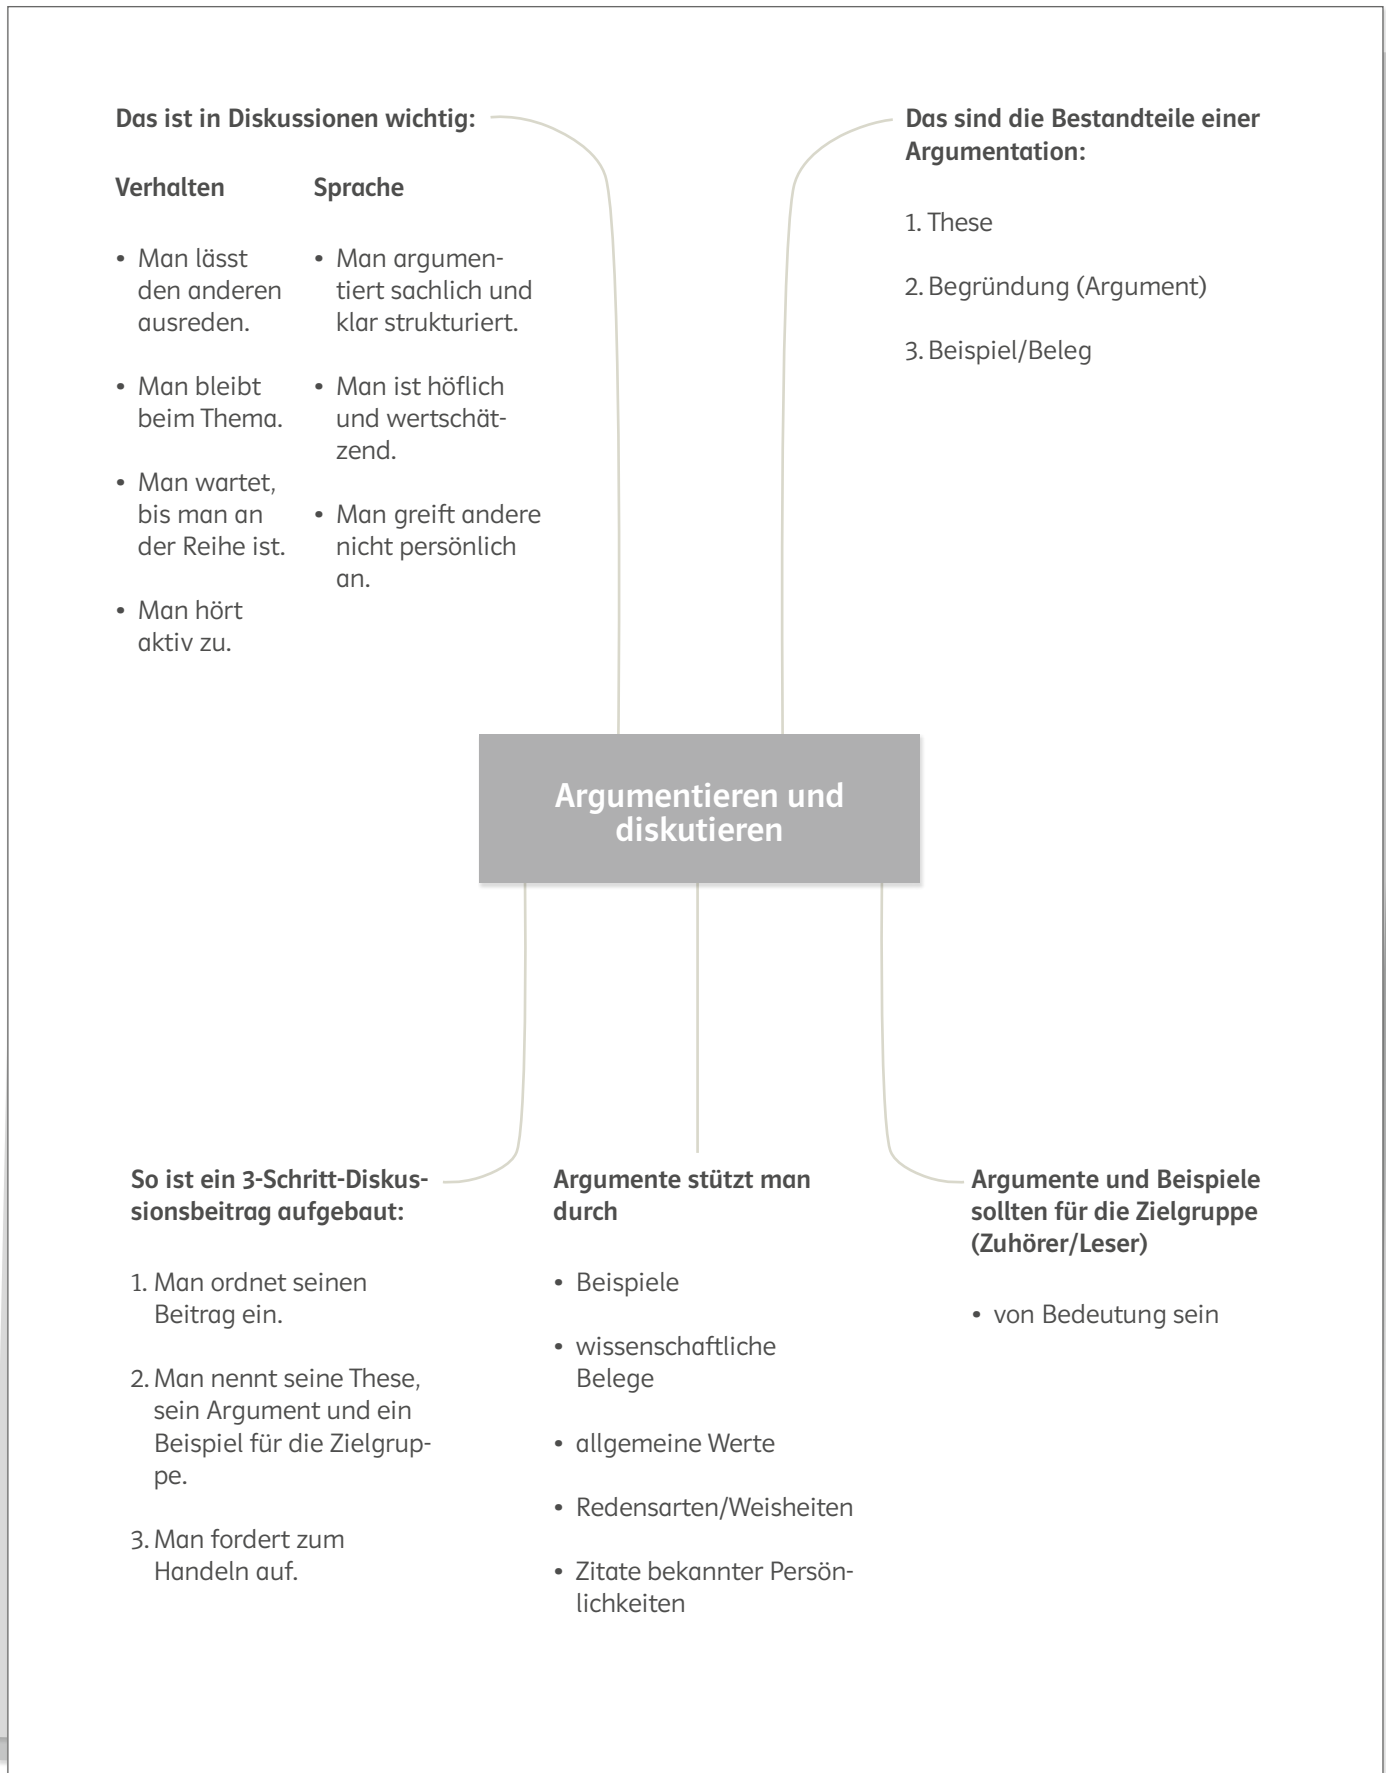 Das ist in Diskussionen wichtig:
Verhalten
• Man lässt
den anderen
ausreden.
• Man bleibt
beim Thema.
• Man wartet,
bis man an
der Reihe ist.
• Man hört
aktiv zu.
Sprache
• Man argumen-
tiert sachlich und
klar strukturiert.
• Man ist höflich
und wertschät-
zend.
• Man greift andere
nicht persönlich
an.
Das sind die Bestandteile einer
Argumentation:
1. These
2. Begründung (Argument)
3. Beispiel/Beleg
Argumentieren und
diskutieren
So ist ein 3-Schritt-Diskus-
sionsbeitrag aufgebaut:
1. Man ordnet seinen
Beitrag ein.
2. Man nennt seine These,
sein Argument und ein
Beispiel für die Zielgrup-
pe.
3. Man fordert zum
Handeln auf.
Argumente stützt man
durch
• Beispiele
• wissenschaftliche
Belege
• allgemeine Werte
• Redensarten/Weisheiten
• Zitate bekannter Persön-
lichkeiten
Argumente und Beispiele
sollten für die Zielgruppe
(Zuhörer/Leser)
• von Bedeutung sein